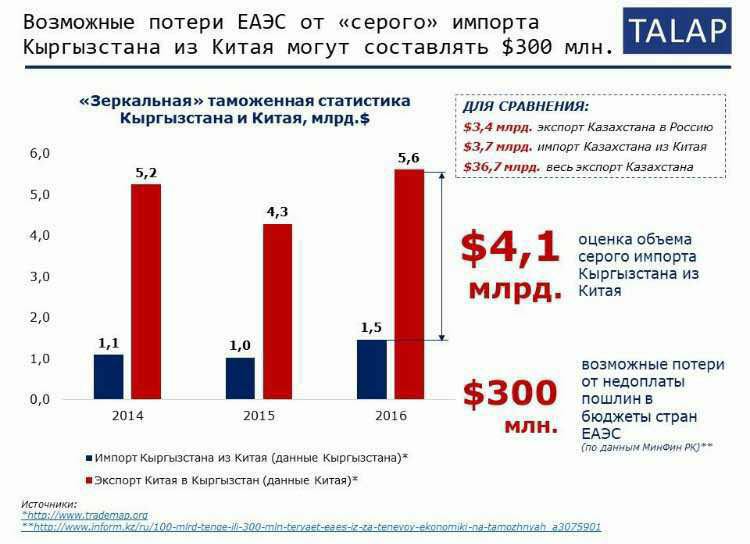 Возможные потери ЕАЭС от «серого» импорта
Кыргызстана из Китая могут составлять $300 млн.
TALAP
«Зеркальная» таможенная статистика
Кыргызстана и Китая, млрд.$
ДЛЯ СРАВНЕНИЯ:
$3,4 млрд. экспорт Казахстана в Россию
$3,7 млрд. импорт Казахстана из Китая
$36,7 млрд. весь экспорт Казахстана
6,0
5,0
4,0
3,0
2,0
1,0
0,0
1,1
5,2
1,0
4,3
1,5
5,6
2014
2015
2016
$4,1
млрд.
оценка объема
серого импорта
Кыргызстана из
Китая
$300
млн.
возможные потери
от недоплаты
пошлин в
бюджеты стран
ЕАЭС
(по данным МинФин РК)**
Импорт Кыргызстана из Китая (данные Кыргызстана)*
Экспорт Китая в Кыргызстан (данные Китая)*
Источники:
*http://www.trademap.org
**http://www.inform.kz/ru/100-mlrd-tenge-ili-300-mln-teryaet-eaes-iz-za-tenevoy-ekonomiki-na-tamozhnyah_a3075901